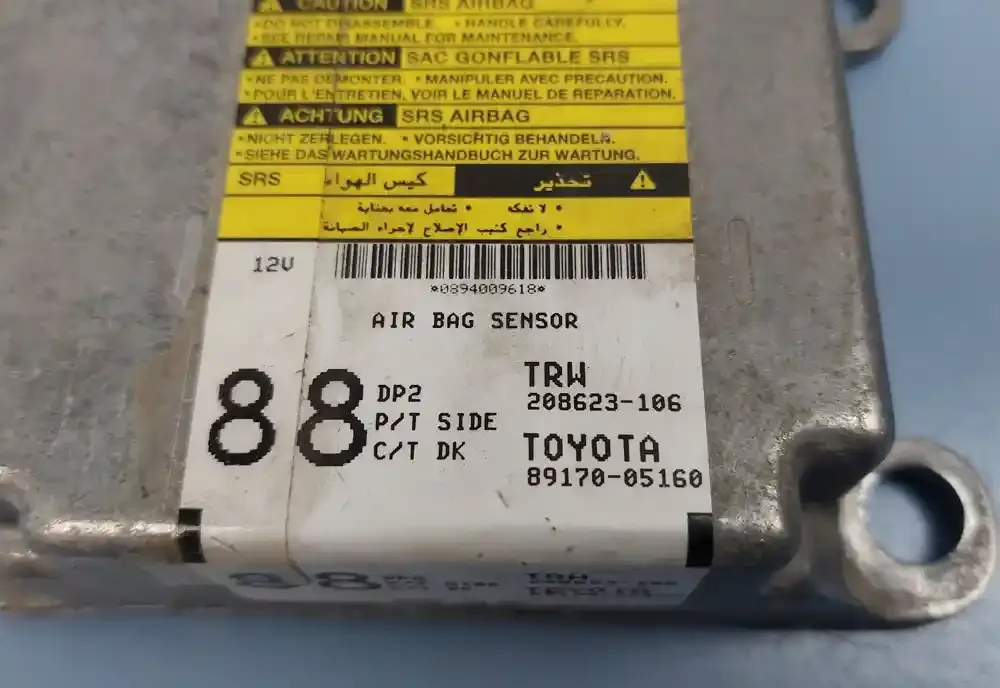 CAUTION SRS AIRBAG
•DO NOT DISASSEMBLE. •HANDLE CAREFULLY.
•SEE REPAIR MANUAL FOR MAINTENANCE.
ATTENTION SAC GONFLABLE SRS
•NE PAS DEMONTER. •MANIPULER AVEC PRECAUTION.
•POUR L'ENTRETIEN, VOIR LE MANUEL DE REPARATION.
ACHTUNG SRS AIRBAG
•NICHT ZERLEGEN. •VORSICHTIG BEHANDELN.
•SIEHE DAS WARTUNGSHANDBUCH ZUR WARTUNG.
تحذير كيس الهواء SRS
• لا تفكه • تعامل معه بعناية
• راجع كتيب الإصلاح لإجراء الصيانة
12V
*0894009618*
AIR BAG SENSOR
88
DP2
P/T SIDE
C/T DK
TRW
208623-106
TOYOTA
89170-05160
88
TRW